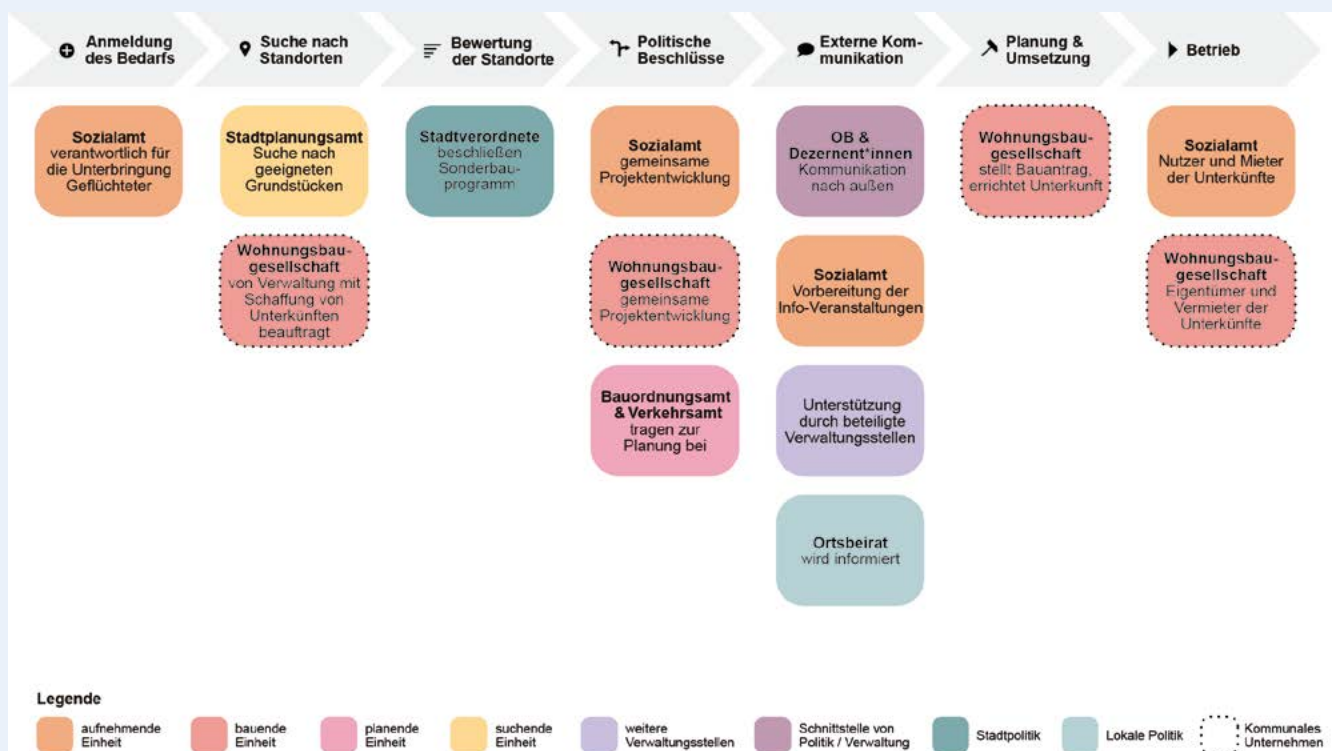 Anmeldung
des Bedarfs
Suche nach
Standorten
Bewertung
der Standorte
Politische
Beschlüsse
Externe Kom-
munikation
Planung &
Umsetzung
Betrieb
Sozialamt
verantwortlich für
die Unterbringung
Geflüchteter
Stadtplanungsamt
Suche nach
geeigneten
Grundstücken
Wohnungsbau-
gesellschaft
von Verwaltung mit
Schaffung von
Unterkünften
beauftragt
Stadtverordnete
beschließen
Sonderbau-
programm
Sozialamt
gemeinsame
Projektentwicklung
Wohnungsbau-
gesellschaft
gemeinsame
Projektentwicklung
Bauordnungsamt
& Verkehrsamt
tragen zur
Planung bei
OB &
Dezernent*innen
Kommunikation
nach außen
Sozialamt
Vorbereitung der
Info-Veranstaltungen
Unterstützung
durch beteiligte
Verwaltungsstellen
Ortsbeirat
wird informiert
Wohnungsbau-
gesellschaft
stellt Bauantrag,
errichtet Unterkunft
Sozialamt
Nutzer und Mieter
der Unterkünfte
Wohnungsbau-
gesellschaft
Eigentümer und
Vermieter der
Unterkünfte
Legende
aufnehmende
Einheit
bauende
Einheit
planende
Einheit
suchende
Einheit
weitere
Verwaltungsstellen
Schnittstelle von
Politik / Verwaltung
Stadtpolitik
Lokale Politik
Kommunales
Unternehmen